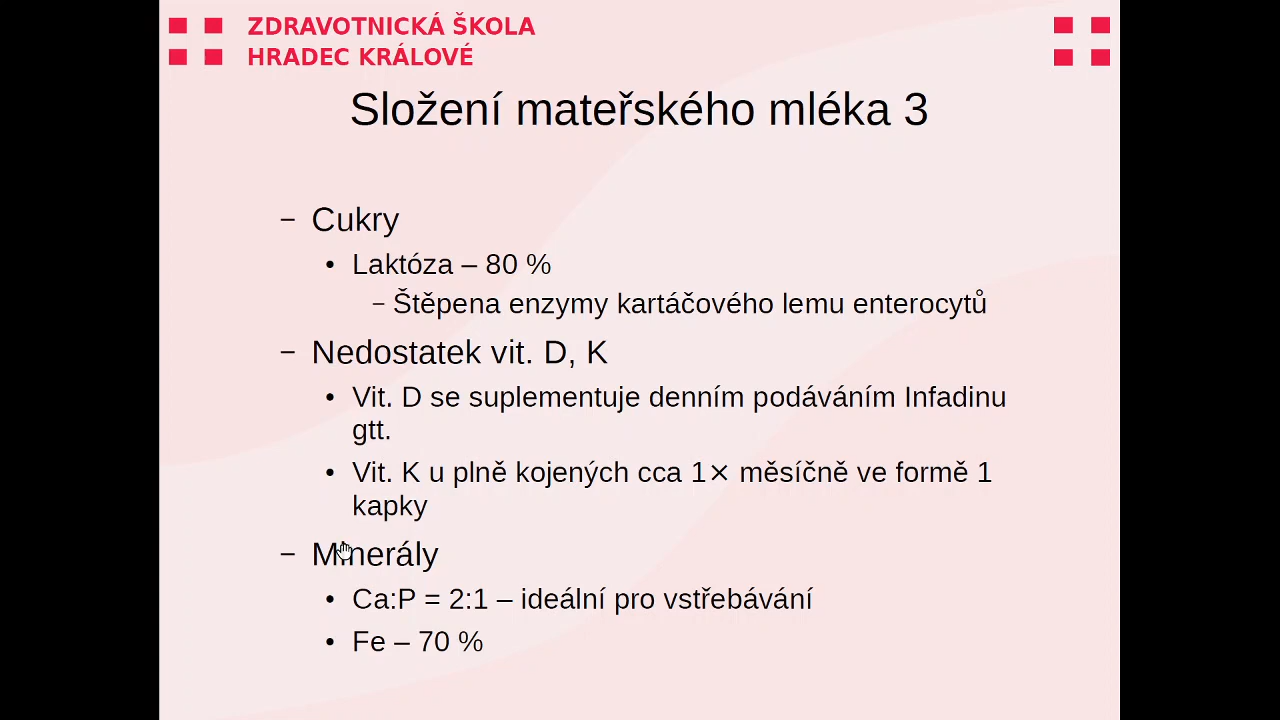 ZDRAVOTNICKÁ ŠKOLA
HRADEC KRÁLOVÉ
Složení mateřského mléka 3
– Cukry
• Laktóza – 80 %
– Štěpena enzymy kartáčového lemu enterocytů
– Nedostatek vit. D, K
• Vit. D se suplementuje denním podáváním Infadinu
gtt.
• Vit. K u plně kojených cca 1× měsíčně ve formě 1
kapky
– Minerály
• Ca:P = 2:1 – ideální pro vstřebávání
• Fe – 70 %